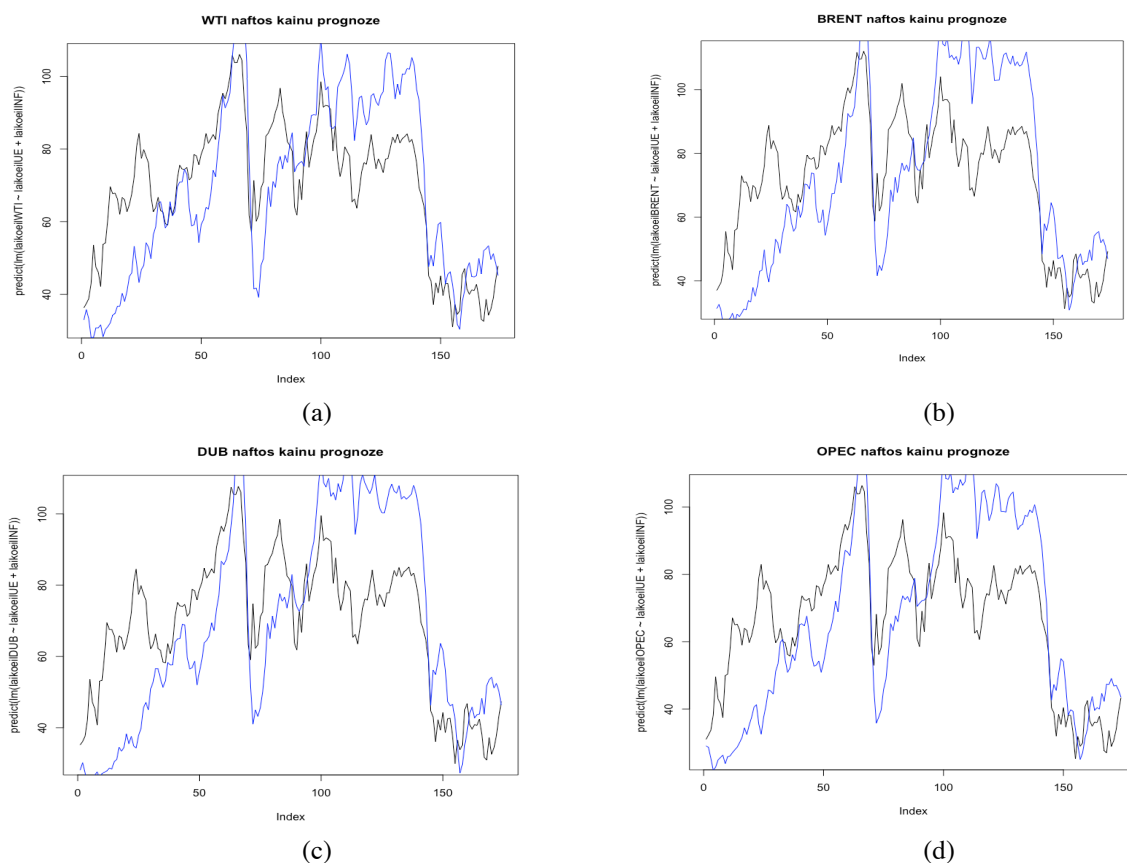 WTI naftos kainu prognoze
predict(lm(laikoeilWTI ~ laikoeilUE + laikoeilINF))
100
80
60
40
0
50
100
150
Index
(a)
BRENT naftos kainu prognoze
predict(lm(laikoeilBRENT ~ laikoeilUE + laikoeilINF))
100
80
60
40
0
50
100
150
Index
(b)
DUB naftos kainu prognoze
predict(lm(laikoeilDUB ~ laikoeilUE + laikoeilINF))
100
80
60
40
0
50
100
150
Index
(c)
OPEC naftos kainu prognoze
predict(lm(laikoeilOPEC ~ laikoeilUE + laikoeilINF))
100
80
60
40
0
50
100
150
Index
(d)